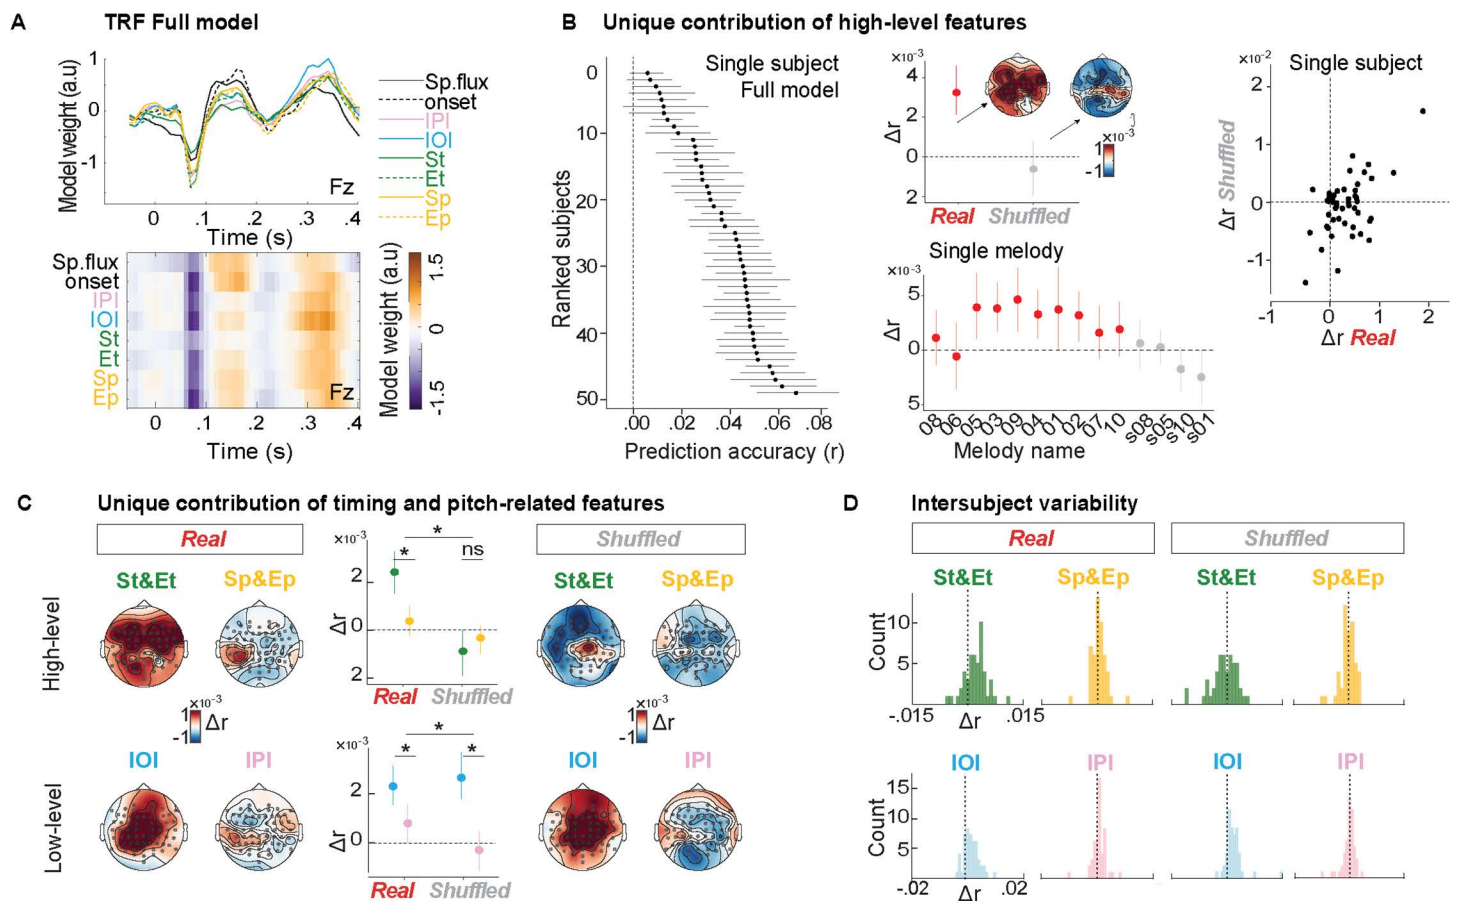 A TRF Full model
1
0
-1
Model weight (a.u)
Fz
0 .1 .2 .3 .4
Time (s)
Sp.flux
onset
IPI
IOI
St
Et
Sp
Ep
Sp.flux
onset
IPI
IOI
St
Et
Sp
Ep
Fz
0 .1 .2 .3 .4
Time (s)
Model weight (a.u)
1.5
0
-1.5
B Unique contribution of high-level features
Single subject
Full model
Ranked subjects
0
10
20
30
40
50
.00 .02 .04 .06 .08
Prediction accuracy (r)
×10⁻³
4
2
0
2
Δr
×10⁻³
1
-1
Real Shuffled
Single melody
×10⁻³
5
0
5
Δr
08 06 05 03 09 04 01 02 07 10 s08 s05 s10 s01
Melody name
×10⁻²
Single subject
2
1
0
-1
Δr Shuffled
-1 0 1 2
Δr Real
C Unique contribution of timing and pitch-related features
Real
Shuffled
High-level
St&Et Sp&Ep
×10⁻³
*
* ns
2
0
2
Δr
Real Shuffled
St&Et Sp&Ep
1 ×10⁻³
-1
Δr
1 ×10⁻³
-1
Δr
Low-level
IOI IPI
×10⁻³
*
* *
2
0
Δr
Real Shuffled
IOI IPI
D Intersubject variability
Real Shuffled
St&Et Sp&Ep St&Et Sp&Ep
Count
10
5
-.015 Δr .015
IOI IPI IOI IPI
Count
15
10
5
-.02 Δr .02